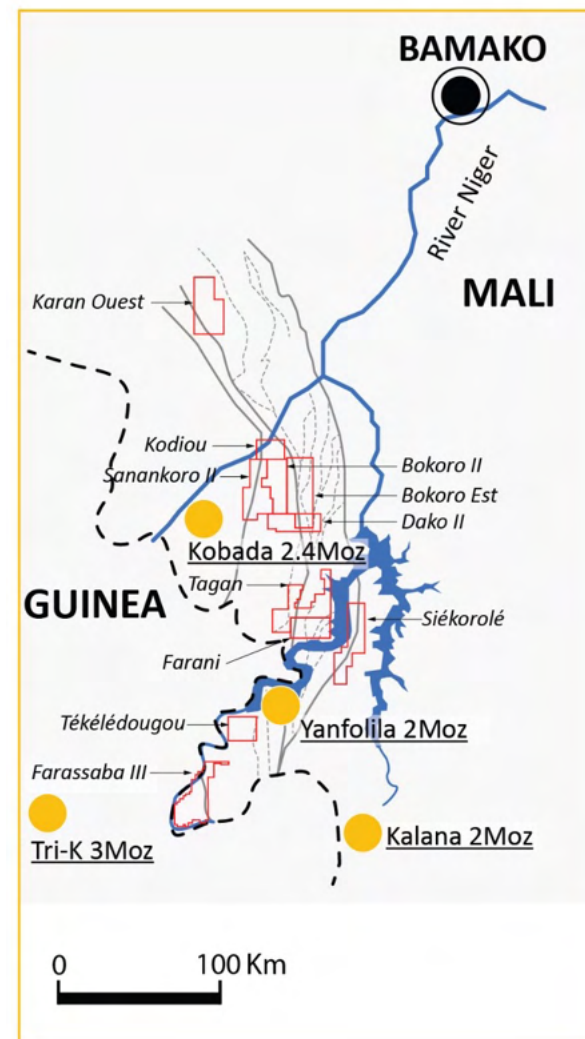 BAMAKO
River Niger
MALI
Karan Ouest
Kodiou
Sanankoro II
Bokoro II
Bokoro Est
Dako II
Kobada 2.4Moz
Tagan
GUINEA
Siékorolé
Farani
Tékélédougou
Yanfolila 2Moz
Farassaba III
Tri-K 3Moz
Kalana 2Moz
0 100 Km